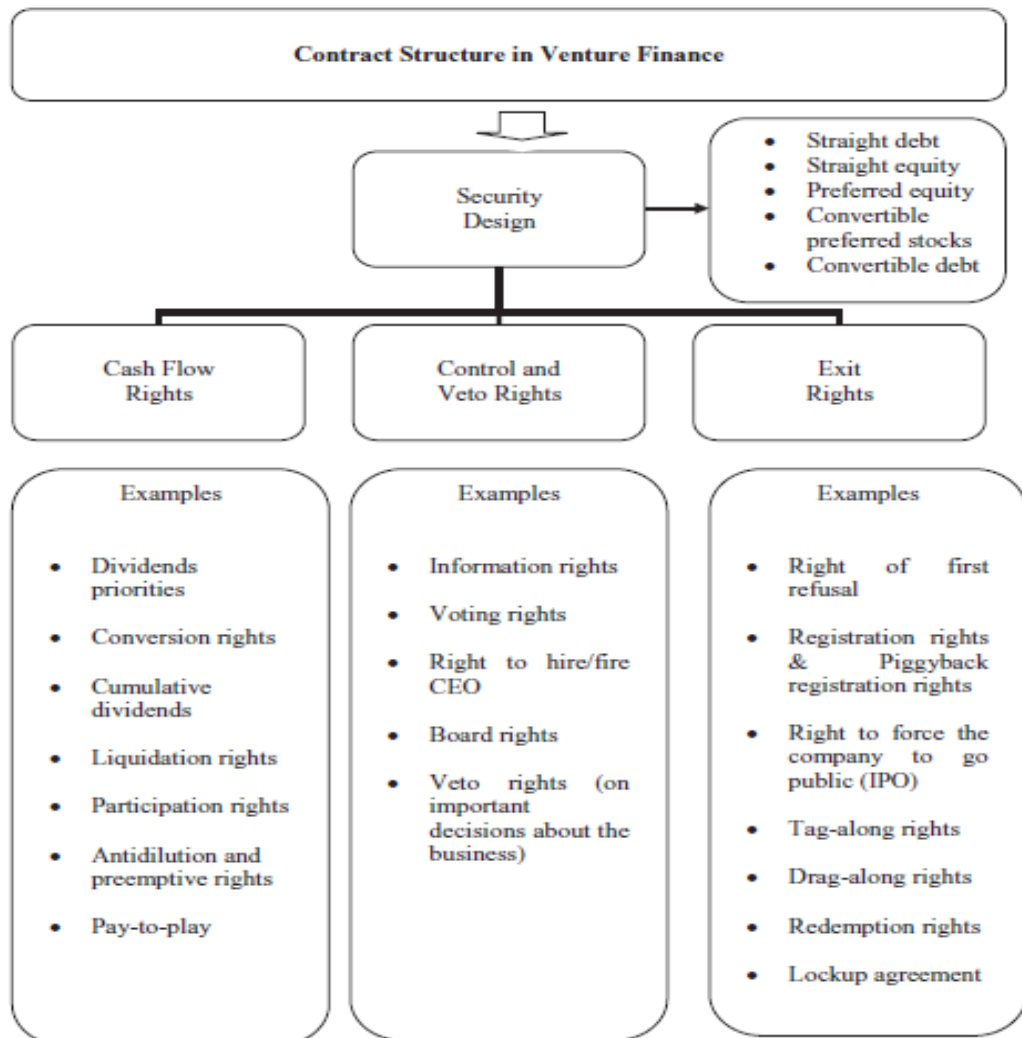 Contract Structure in Venture Finance
Security
Design
• Straight debt
• Straight equity
• Preferred equity
• Convertible
preferred stocks
• Convertible debt
Cash Flow
Rights
Control and
Veto Rights
Exit
Rights
Examples
• Dividends
priorities
• Conversion rights
• Cumulative
dividends
• Liquidation rights
• Participation rights
• Antidilution and
preemptive rights
• Pay-to-play
Examples
• Information rights
• Voting rights
• Right to hire/fire
CEO
• Board rights
• Veto rights (on
important
decisions about the
business)
Examples
• Right of first
refusal
• Registration rights
& Piggyback
registration rights
• Right to force the
company to go
public (IPO)
• Tag-along rights
• Drag-along rights
• Redemption rights
• Lockup agreement